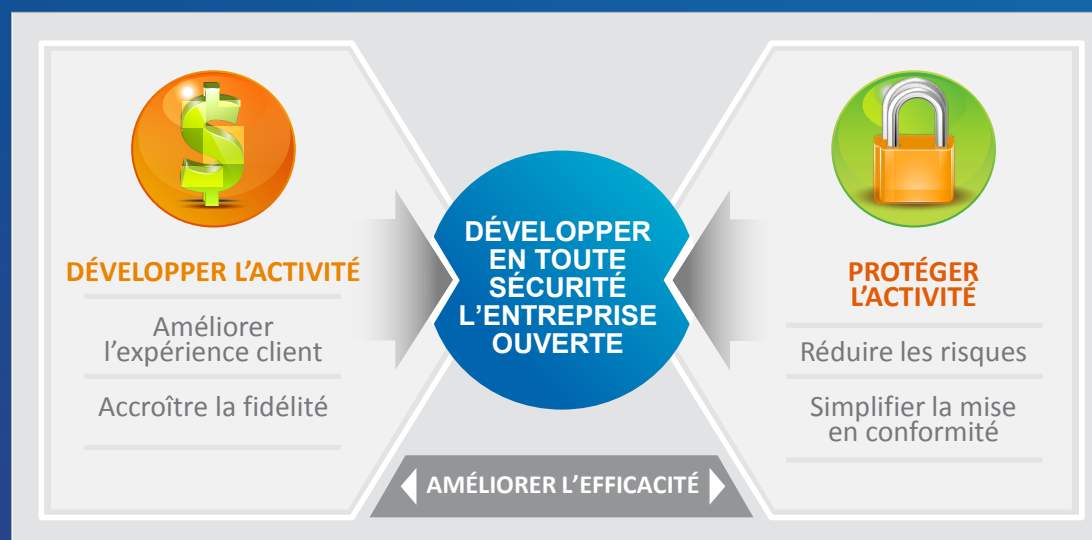 DÉVELOPPER L’ACTIVITÉ
Améliorer
l’expérience client
Accroître la fidélité
DÉVELOPPER
EN TOUTE
SÉCURITÉ
L’ENTREPRISE
OUVERTE
PROTÉGER
L’ACTIVITÉ
Réduire les risques
Simplifier la mise
en conformité
AMÉLIORER L’EFFICACITÉ